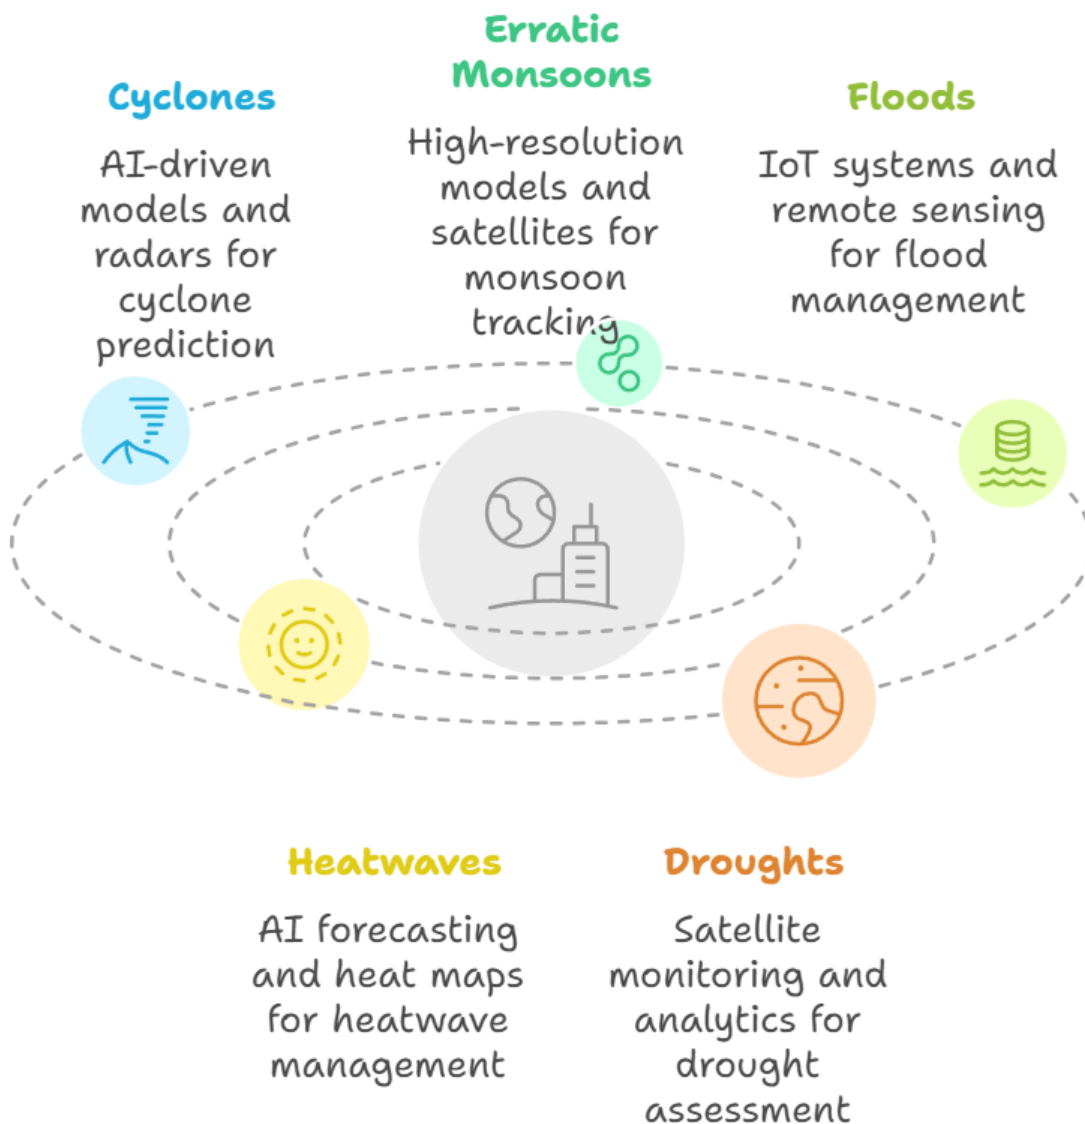 Erratic
Monsoons
High-resolution
models and
satellites for
monsoon
tracking
Cyclones
AI-driven
models and
radars for
cyclone
prediction
Floods
IoT systems and
remote sensing
for flood
management
Heatwaves
AI forecasting
and heat maps
for heatwave
management
Droughts
Satellite
monitoring and
analytics for
drought
assessment